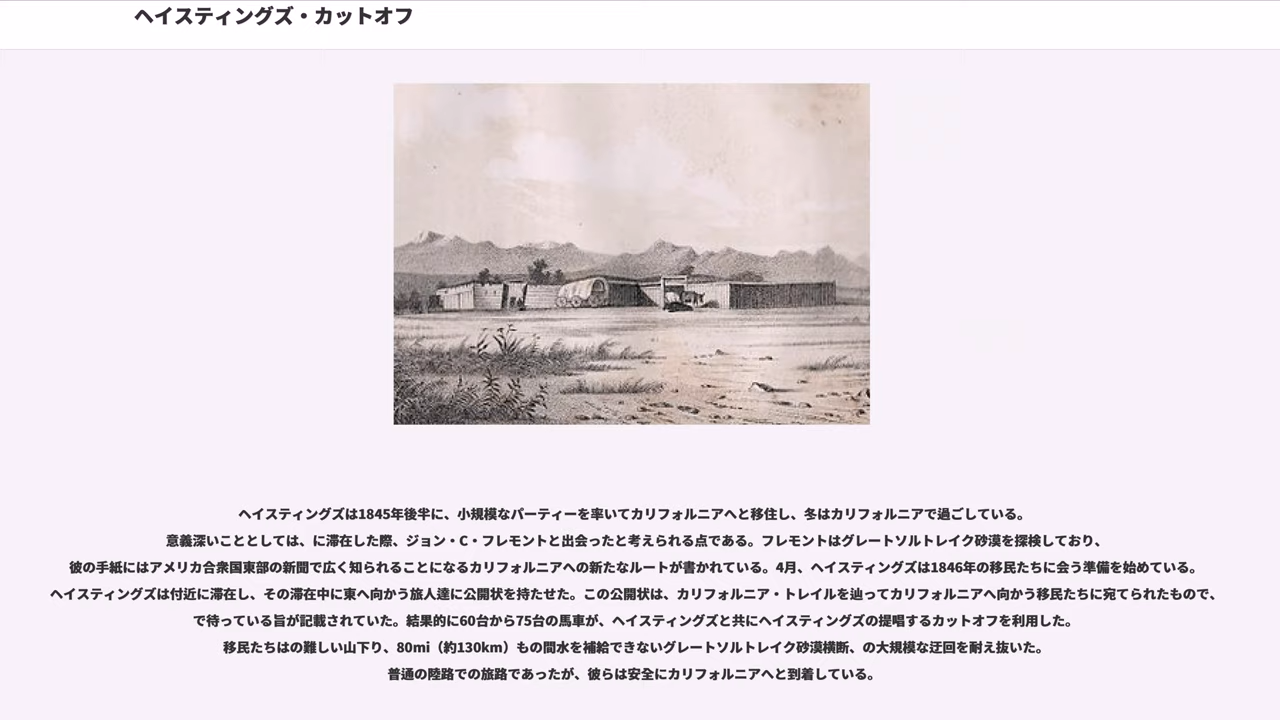 ヘイスティングズ・カットオフ
ヘイスティングズは1845年後半に、小規模なパーティーを率いてカリフォルニアへと移住し、冬はカリフォルニアで過ごしている。
意義深いこととしては、に滞在した際、ジョン・C・フレモントと出会ったと考えられる点である。フレモントはグレートソルトレイク砂漠を探検しており、
彼の手紙にはアメリカ合衆国東部の新聞で広く知られることになるカリフォルニアへの新たなルートが書かれている。4月、ヘイスティングズは1846年の移民たちに会う準備を始めている。
ヘイスティングズは付近に滞在し、その滞在中に東へ向かう旅人達に公開状を持たせた。この公開状は、カリフォルニア・トレイルを辿ってカリフォルニアへ向かう移民たちに宛てられたもので、
で待っている旨が記載されていた。結果的に60台から75台の馬車が、ヘイスティングズと共にヘイスティングズの提唱するカットオフを利用した。
移民たちはの難しい山下り、80mi（約130km）もの間水を補給できないグレートソルトレイク砂漠横断、の大規模な迂回を耐え抜いた。
普通の陸路での旅路であったが、彼らは安全にカリフォルニアへと到着している。